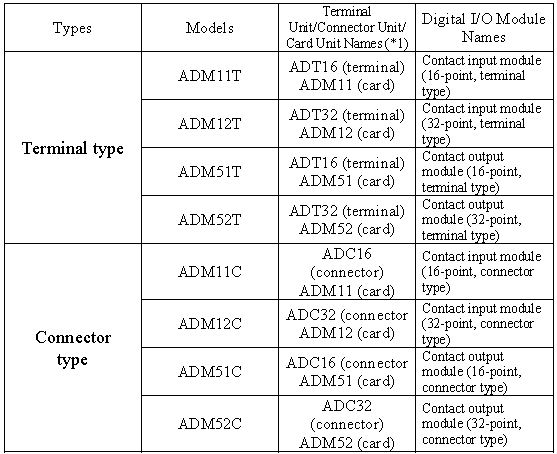 Types
Models
Terminal
Unit/Connector Unit/
Card Unit Names (*1)
Digital I/O Module
Names
Terminal type
ADM11T
ADT16 (terminal)
ADM11 (card)
Contact input module
(16-point, terminal
type)
ADM12T
ADT32 (terminal)
ADM12 (card)
Contact input module
(32-point, terminal
type)
ADM51T
ADT16 (terminal)
ADM51 (card)
Contact output
module (16-point,
terminal type)
ADM52T
ADT32 (terminal)
ADM52 (card)
Contact output
module (32-point,
terminal type)
Connector
type
ADM11C
ADC16
(connector)
ADM11 (card)
Contact input module
(16-point, connector
type)
ADM12C
ADC32 (connector
ADM12 (card)
Contact input module
(32-point, connector
type)
ADM51C
ADC16 (connector
ADM51 (card)
Contact output
module (16-point,
connector type)
ADM52C
ADC32
(connector)
ADM52 (card)
Contact output
module (32-point,
connector type)